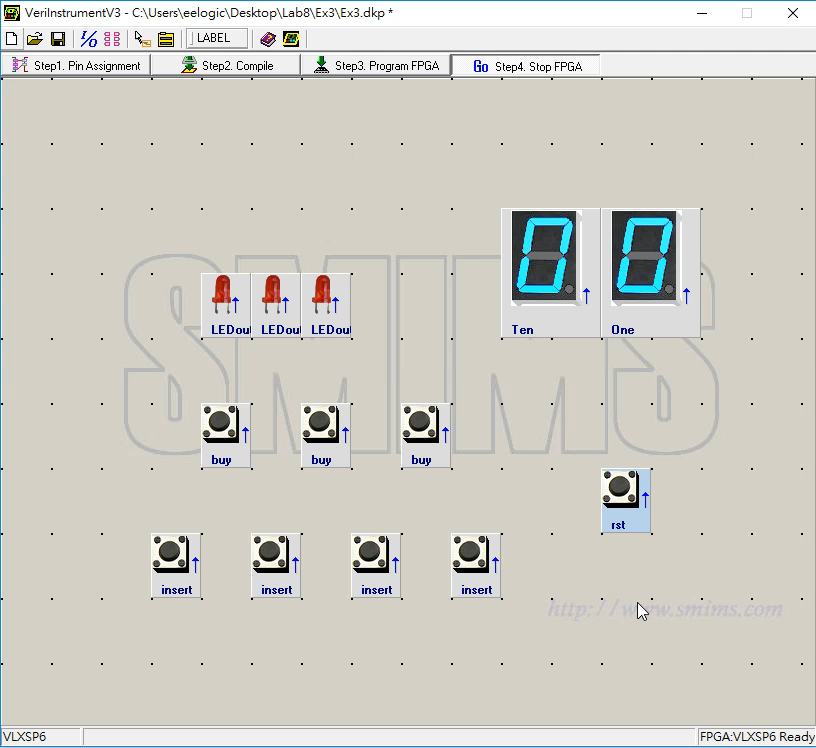 VeriInstrumentV3 - C:\Users\eelogic\Desktop\Lab8\Ex3\Ex3.dkp *
I/O LABEL
Step1. Pin Assignment Step2. Compile Step3. Program FPGA Go Step4. Stop FPGA
SMIMS
0 0
Ten One
LEDou LEDou LEDou
buy buy buy
rst
insert insert insert insert
http://www.smims.com
VLXSP6 FPGA:VLXSP6 Ready